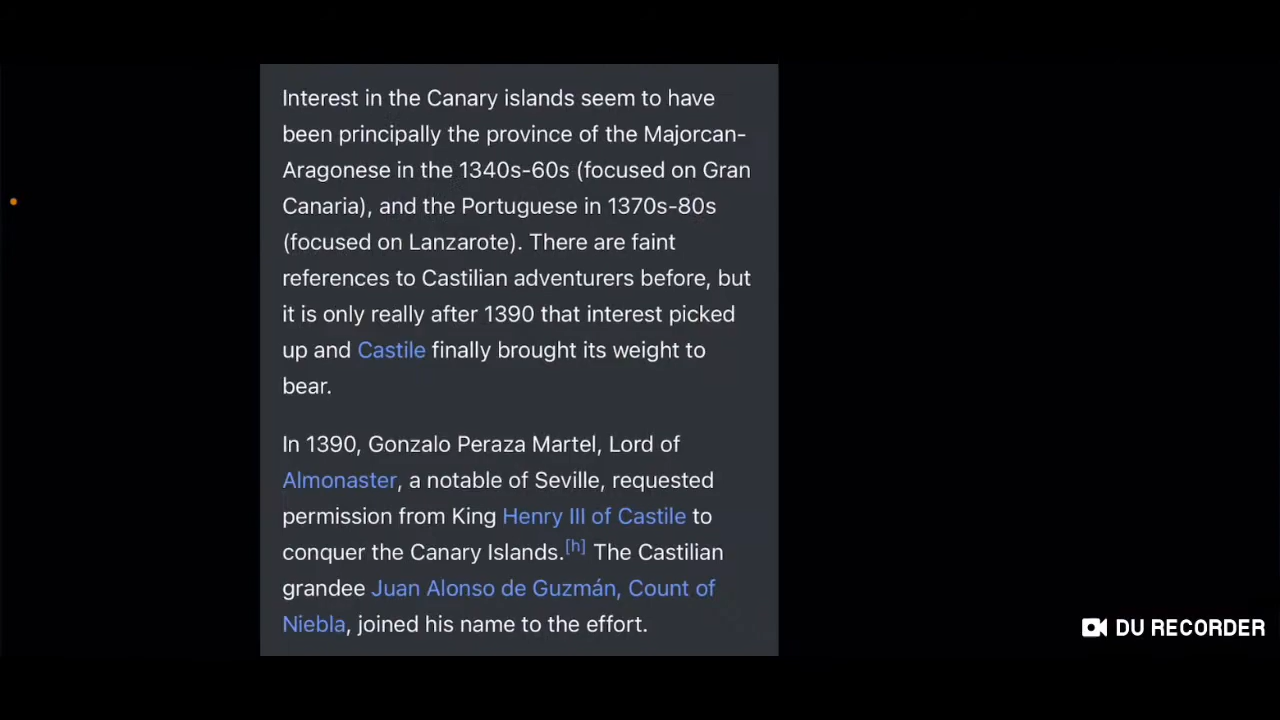 Interest in the Canary islands seem to have
been principally the province of the Majorcan-
Aragonese in the 1340s-60s (focused on Gran
Canaria), and the Portuguese in 1370s-80s
(focused on Lanzarote). There are faint
references to Castilian adventurers before, but
it is only really after 1390 that interest picked
up and Castile finally brought its weight to
bear.
In 1390, Gonzalo Peraza Martel, Lord of
Almonaster, a notable of Seville, requested
permission from King Henry III of Castile to
conquer the Canary Islands.[h] The Castilian
grandee Juan Alonso de Guzmán, Count of
Niebla, joined his name to the effort.
DU RECORDER